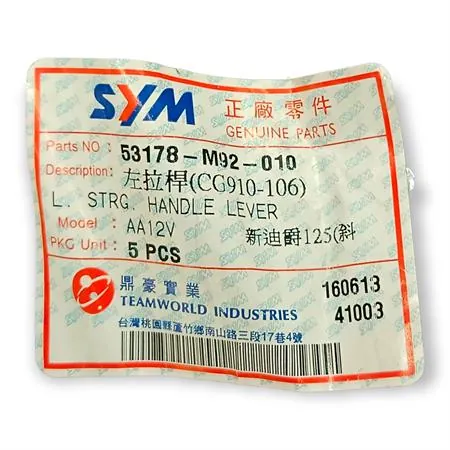 SYM 正廠零件
GENUINE PARTS
Parts NO : 53178-M92-010
Description: 左拉桿(CG910-106)
L. STRG. HANDLE LEVER
Model : AA12V 新迪爵125(斜
PKG Unit: 5 PCS
鼎豪實業 160613
TEAMWORLD INDUSTRIES 41003
台灣桃園縣蘆竹鄉南山路三段17巷4號